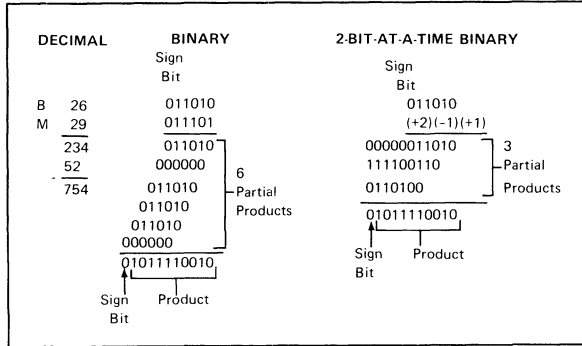 DECIMAL BINARY 2-BIT-AT-A-TIME BINARY
Sign
Bit
Sign
Bit
B 26 011010 011010
M 29 011101 (+2)(−1)(+1)
234 011010 00000011010
52 000000 111100110
754 011010 0110100
011010
011010
000000
6
Partial
Products
3
Partial
Products
01011110010 01011110010
Sign
Bit
Product
Sign
Bit
Product